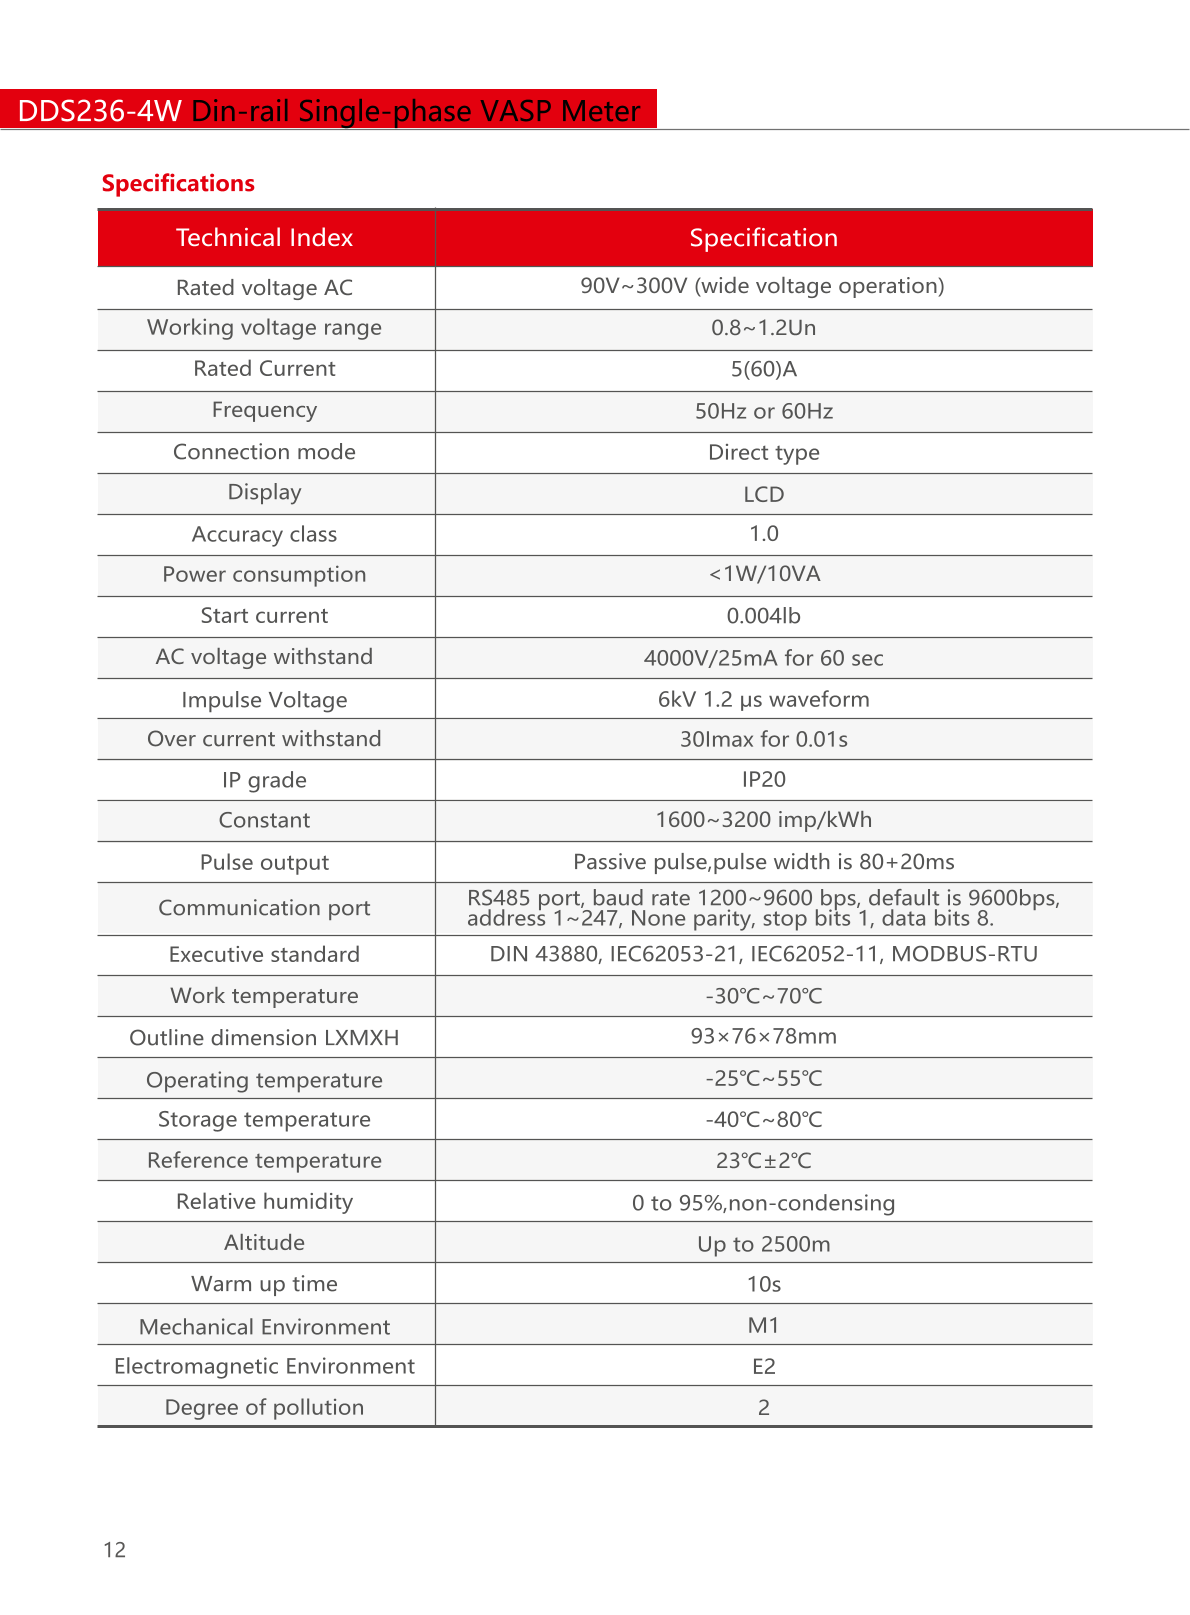 DDS236-4W Din-rail Single-phase VASP Meter
Specifications
Technical Index Specification
Rated voltage AC 90V~300V (wide voltage operation)
Working voltage range 0.8~1.2Un
Rated Current 5(60)A
Frequency 50Hz or 60Hz
Connection mode Direct type
Display LCD
Accuracy class 1.0
Power consumption <1W/10VA
Start current 0.004lb
AC voltage withstand 4000V/25mA for 60 sec
Impulse Voltage 6kV 1.2 μs waveform
Over current withstand 30Imax for 0.01s
IP grade IP20
Constant 1600~3200 imp/kWh
Pulse output Passive pulse,pulse width is 80+20ms
Communication port RS485 port, baud rate 1200~9600 bps, default is 9600bps,
address 1~247, None parity, stop bits 1, data bits 8.
Executive standard DIN 43880, IEC62053-21, IEC62052-11, MODBUS-RTU
Work temperature -30℃~70℃
Outline dimension LXMXH 93×76×78mm
Operating temperature -25℃~55℃
Storage temperature -40℃~80℃
Reference temperature 23℃±2℃
Relative humidity 0 to 95%,non-condensing
Altitude Up to 2500m
Warm up time 10s
Mechanical Environment M1
Electromagnetic Environment E2
Degree of pollution 2
12